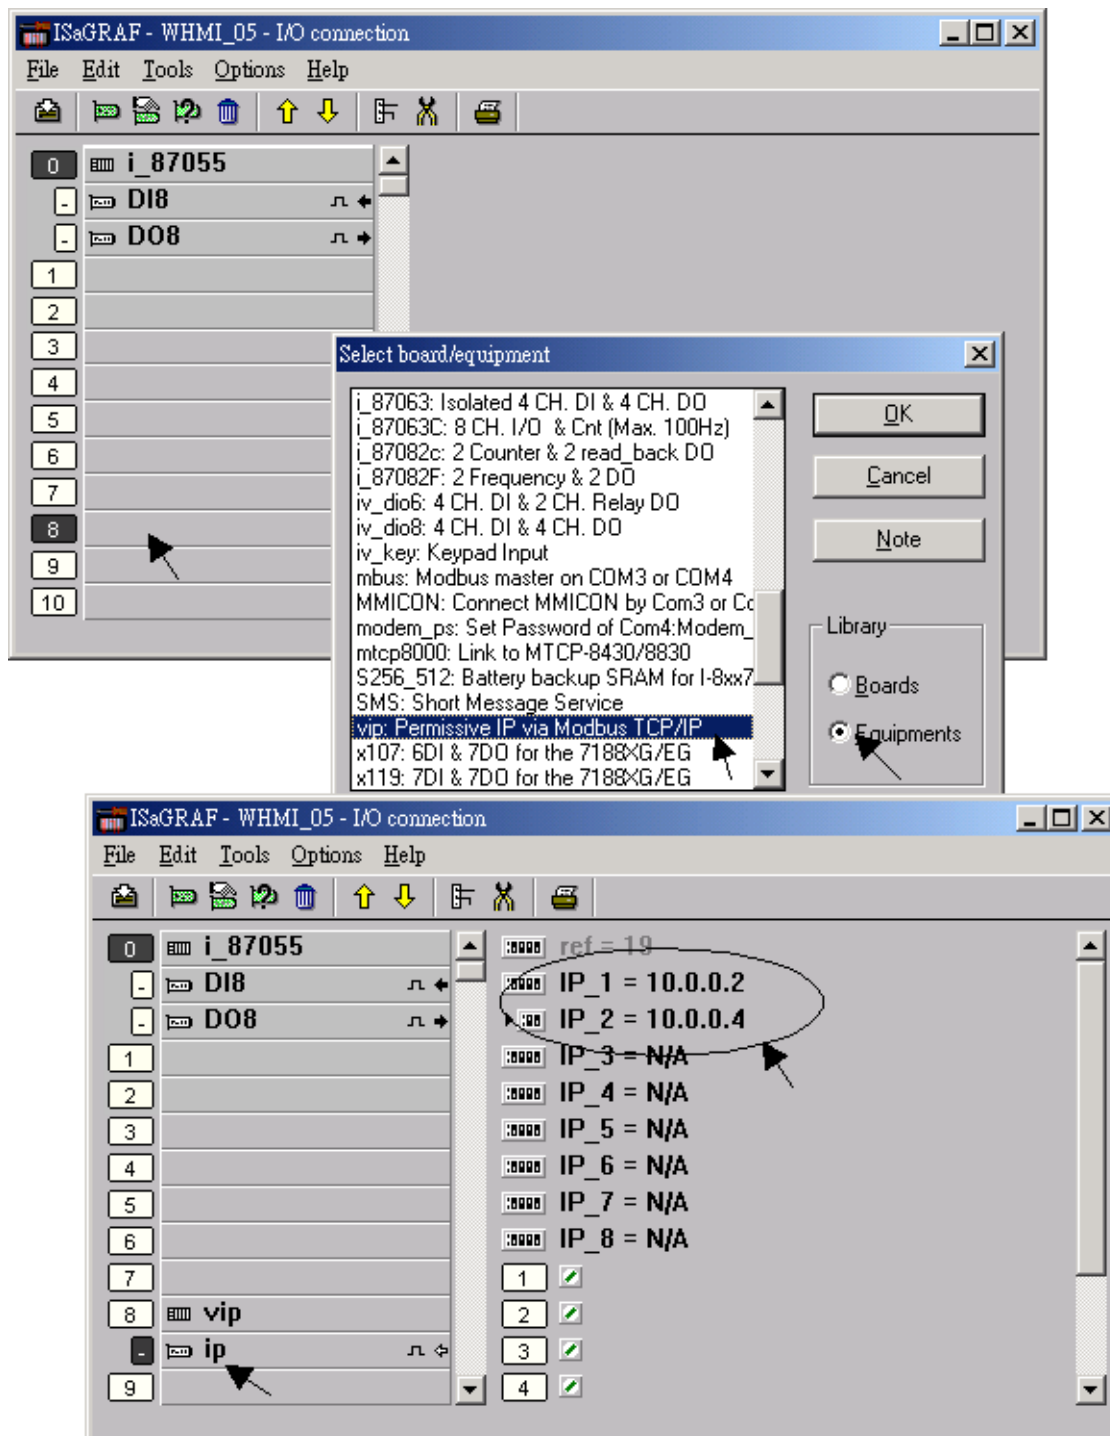 ISaGRAF - WHMI_05 - I/O connection
File Edit Tools Options Help
0 i_87055
- DI8
- DO8
1
2
3
4
5
6
7
8
9
10
Select board/equipment
i_87063: Isolated 4 CH. DI & 4 CH. DO
i_87063C: 8 CH. I/O & Cnt (Max. 100Hz)
i_87082c: 2 Counter & 2 read_back DO
i_87082F: 2 Frequency & 2 DO
iv_dio6: 4 CH. DI & 2 CH. Relay DO
iv_dio8: 4 CH. DI & 4 CH. DO
iv_key: Keypad Input
mbus: Modbus master on COM3 or COM4
MMICON: Connect MMICON by Com3 or Co
modem_ps: Set Password of Com4:Modem_
mtcp8000: Link to MTCP-8430/8830
S256_512: Battery backup SRAM for I-8xx7
SMS: Short Message Service
vip: Permissive IP via Modbus TCP/IP
x107: 6DI & 7DO for the 7188XG/EG
x119: 7DI & 7DO for the 7188XG/EG
OK
Cancel
Note
Library
Boards
Equipments
ISaGRAF - WHMI_05 - I/O connection
File Edit Tools Options Help
0 i_87055
- DI8
- DO8
1
2
3
4
5
6
7
8 vip
- ip
9
ref = 19
IP_1 = 10.0.0.2
IP_2 = 10.0.0.4
IP_3 = N/A
IP_4 = N/A
IP_5 = N/A
IP_6 = N/A
IP_7 = N/A
IP_8 = N/A
1
2
3
4